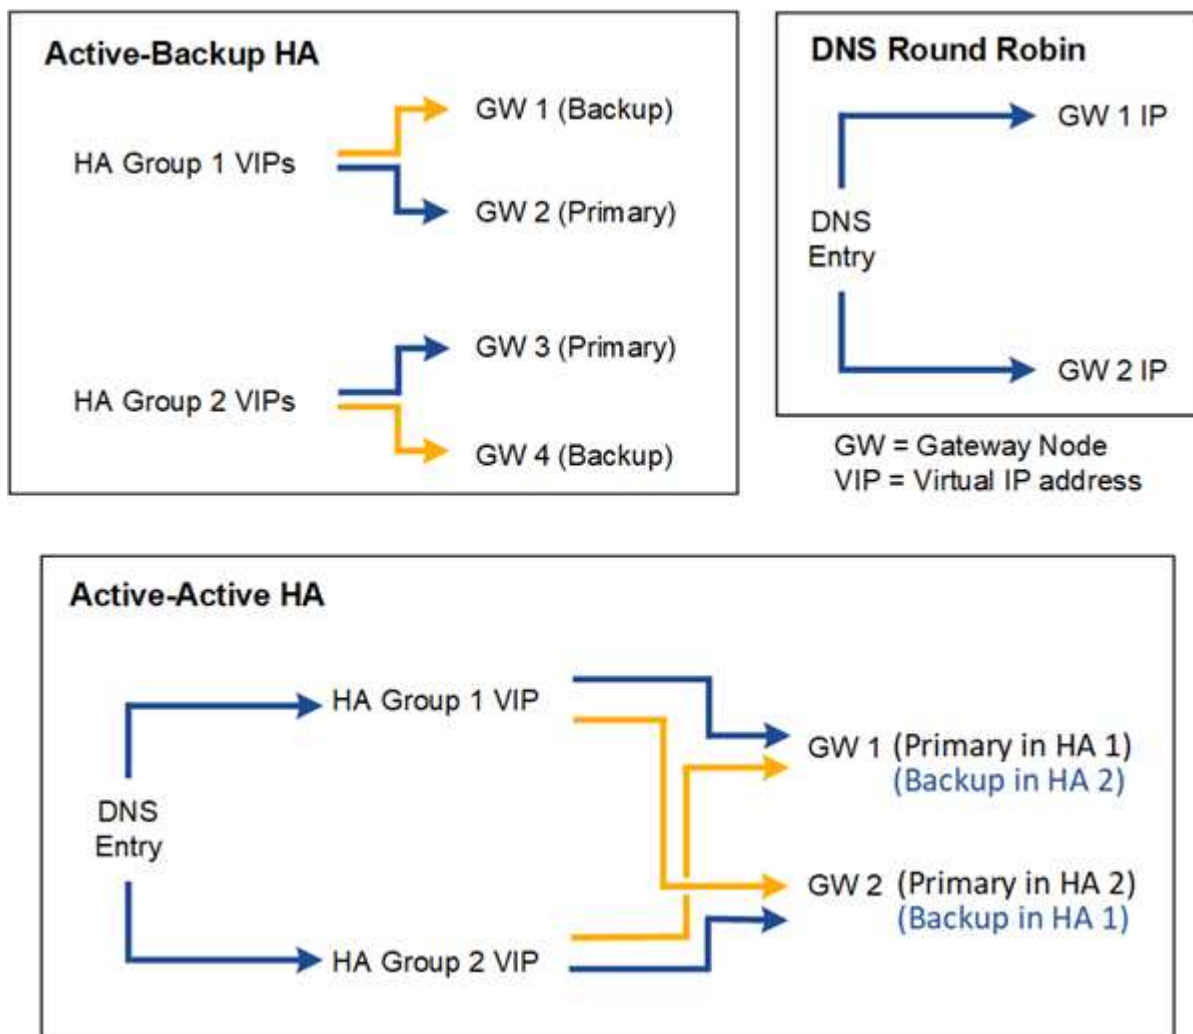 Active-Backup HA
HA Group 1 VIPs
GW 1 (Backup)
GW 2 (Primary)
HA Group 2 VIPs
GW 3 (Primary)
GW 4 (Backup)
DNS Round Robin
GW 1 IP
DNS
Entry
GW 2 IP
GW = Gateway Node
VIP = Virtual IP address
Active-Active HA
DNS
Entry
HA Group 1 VIP
HA Group 2 VIP
GW 1 (Primary in HA 1)
(Backup in HA 2)
GW 2 (Primary in HA 2)
(Backup in HA 1)